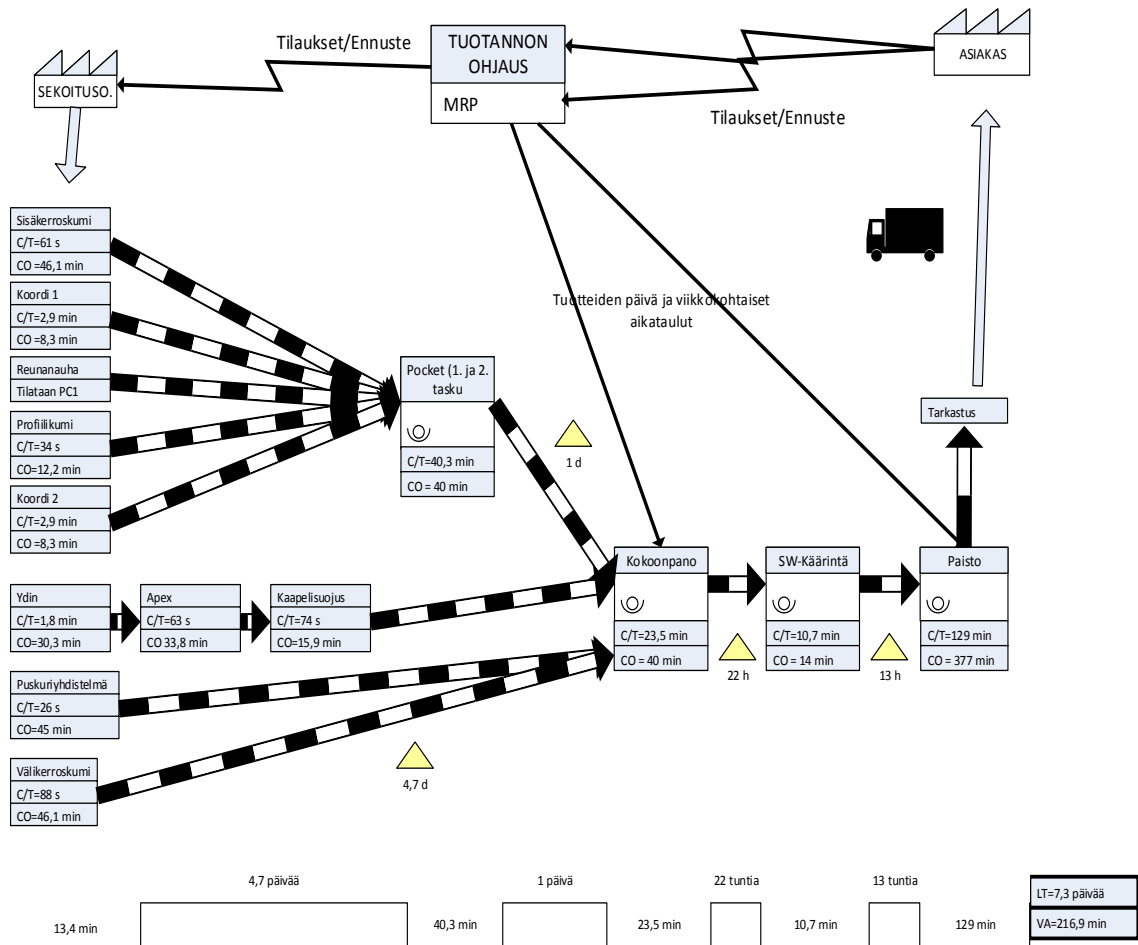 Tilaukset/Ennuste
TUOTANNON
OHJAUS
MRP
ASIAKAS
SEKOITUSO.
Tilaukset/Ennuste
Sisäkerroskumi
C/T=61 s
CO =46,1 min
Koordi 1
C/T=2,9 min
CO =8,3 min
Reunanauha
Tilataan PC1
Profiilikumi
C/T=34 s
CO=12,2 min
Koordi 2
C/T=2,9 min
CO =8,3 min
Pocket (1. ja 2.
tasku
C/T=40,3 min
CO = 40 min
1 d
Tuotteiden päivä ja viikkokohtaiset
aikataulut
Tarkastus
Ydin
C/T=1,8 min
CO=30,3 min
Apex
C/T=63 s
CO 33,8 min
Kaapelisuojus
C/T=74 s
CO=15,9 min
Kokoonpano
C/T=23,5 min
CO = 40 min
22 h
SW-Käärintä
C/T=10,7 min
CO = 14 min
13 h
Paisto
C/T=129 min
CO = 377 min
Puskuriyhdistelmä
C/T=26 s
CO=45 min
Välikerroskumi
C/T=88 s
CO=46,1 min
4,7 d
4,7 päivää
1 päivä
22 tuntia
13 tuntia
13,4 min
40,3 min
23,5 min
10,7 min
129 min
LT=7,3 päivää
VA=216,9 min